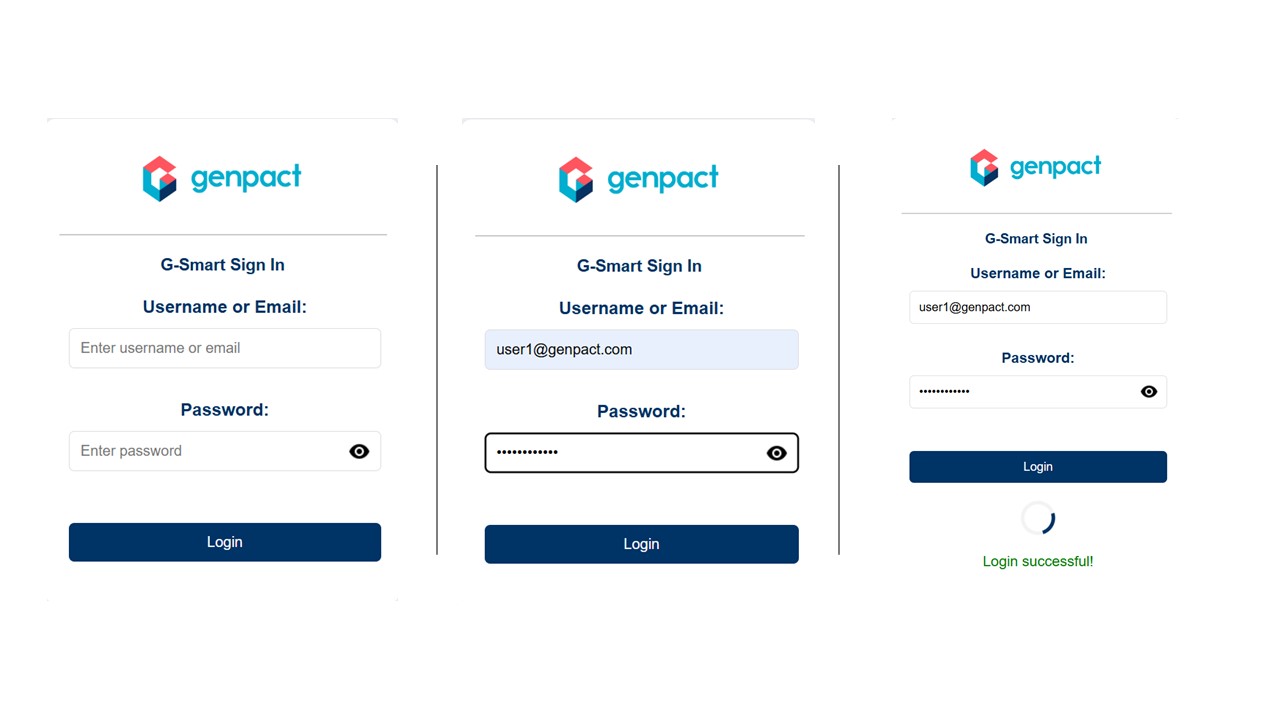 genpact
G-Smart Sign In
Username or Email:
Enter username or email
Password:
Enter password
Login
genpact
G-Smart Sign In
Username or Email:
user1@genpact.com
Password:
••••••••••••
Login
genpact
G-Smart Sign In
Username or Email:
user1@genpact.com
Password:
••••••••••••
Login
Login successful!